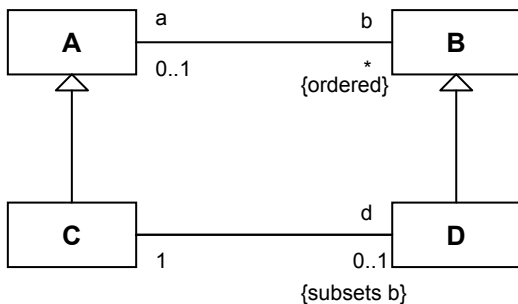 a b
A B
0..1 *
{ordered}
d
C D
1 0..1
{subsets b}